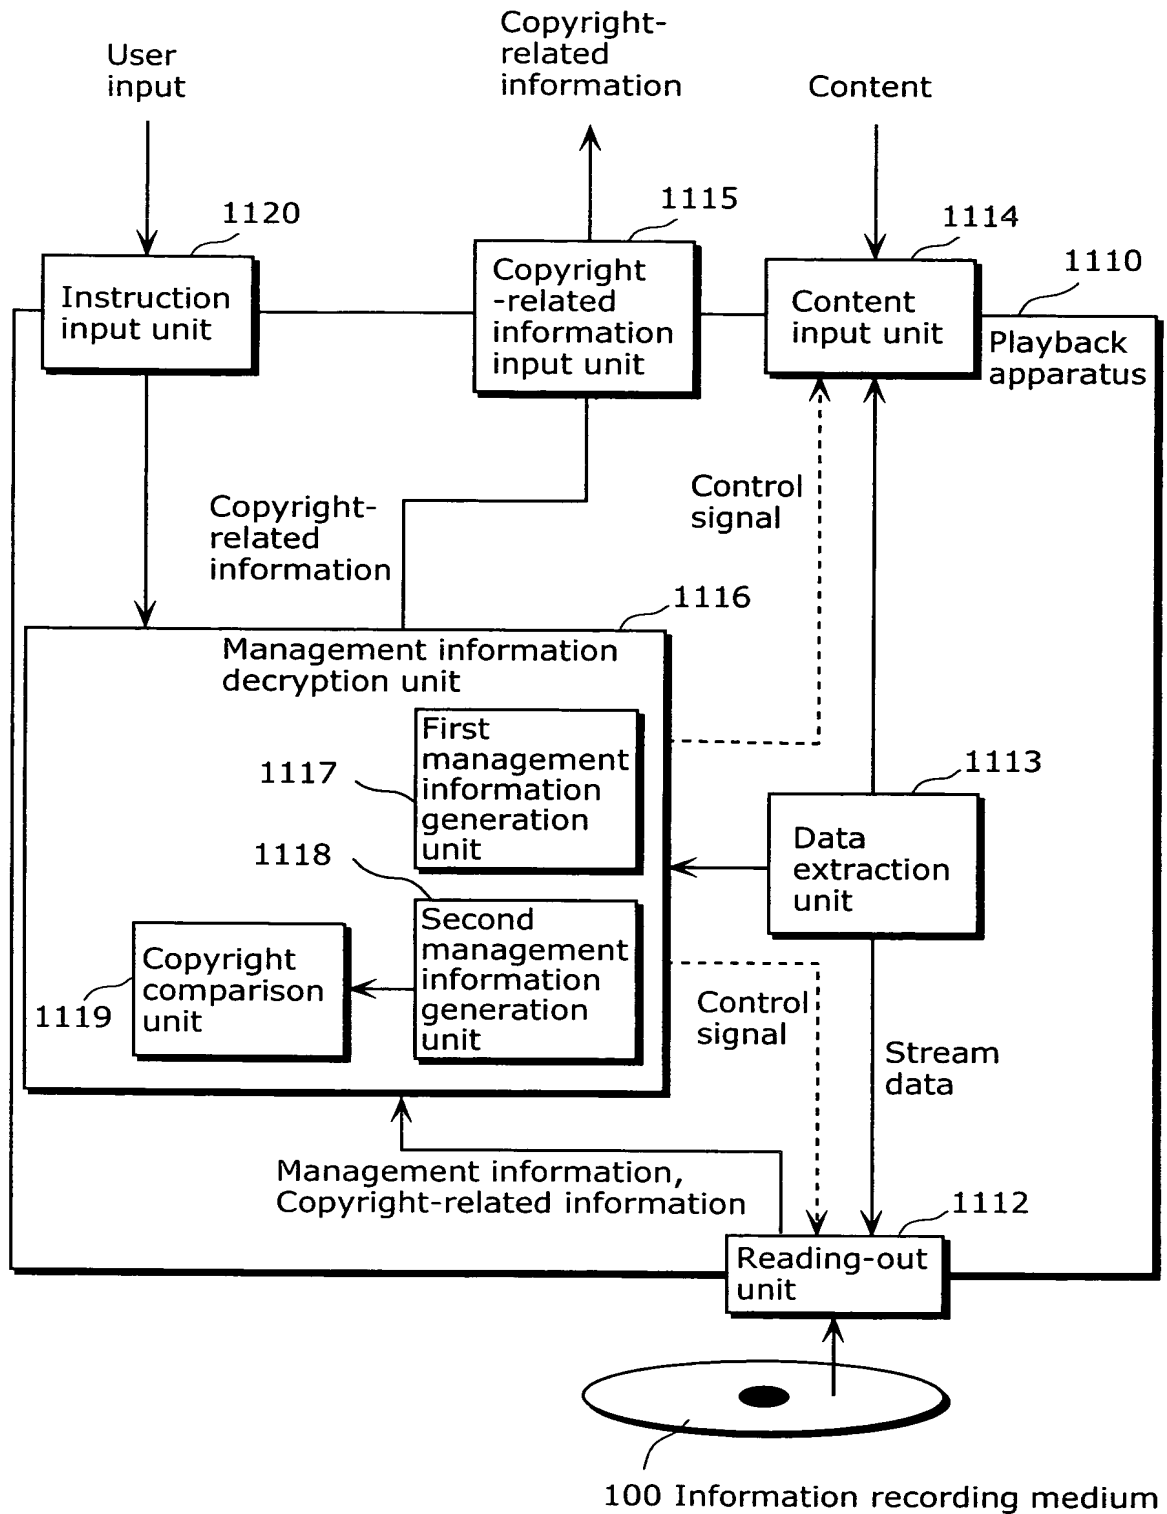 User
input
Copyright-
related
information
Content
1120
1115
1114
1110
Instruction
input unit
Copyright
-related
information
input unit
Content
input unit
Playback
apparatus
Copyright-
related
information
Control
signal
1116
Management information
decryption unit
First
management
information
generation
unit
1117
1113
Data
extraction
unit
1118
Second
management
information
generation
unit
Copyright
comparison
unit
1119
Control
signal
Stream
data
Management information,
Copyright-related information
1112
Reading-out
unit
100 Information recording medium